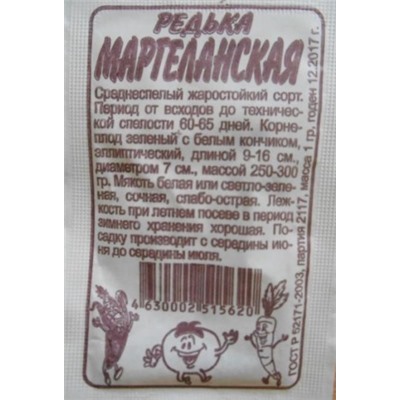 РЕДЬКА
МАРГЕЛАНСКАЯ
Среднеспелый жаростойкий сорт.
Период от всходов до техничес-
кой спелости 60-65 дней. Корне-
плод зеленый с белым кончиком,
эллиптический, длиной 9-16 см.,
диаметром 7 см., массой 250-300
гр. Мякоть белая или светло-зеле-
ная, сочная, слабо-острая. Леж-
кость при летнем посеве в период
зимнего хранения хорошая. По-
садку производит с середины ию-
ня до середины июля.
4 630002 515620
ГОСТ Р 52171-2003, партия 2117, масса 1 гр, годен 12.2017 г.